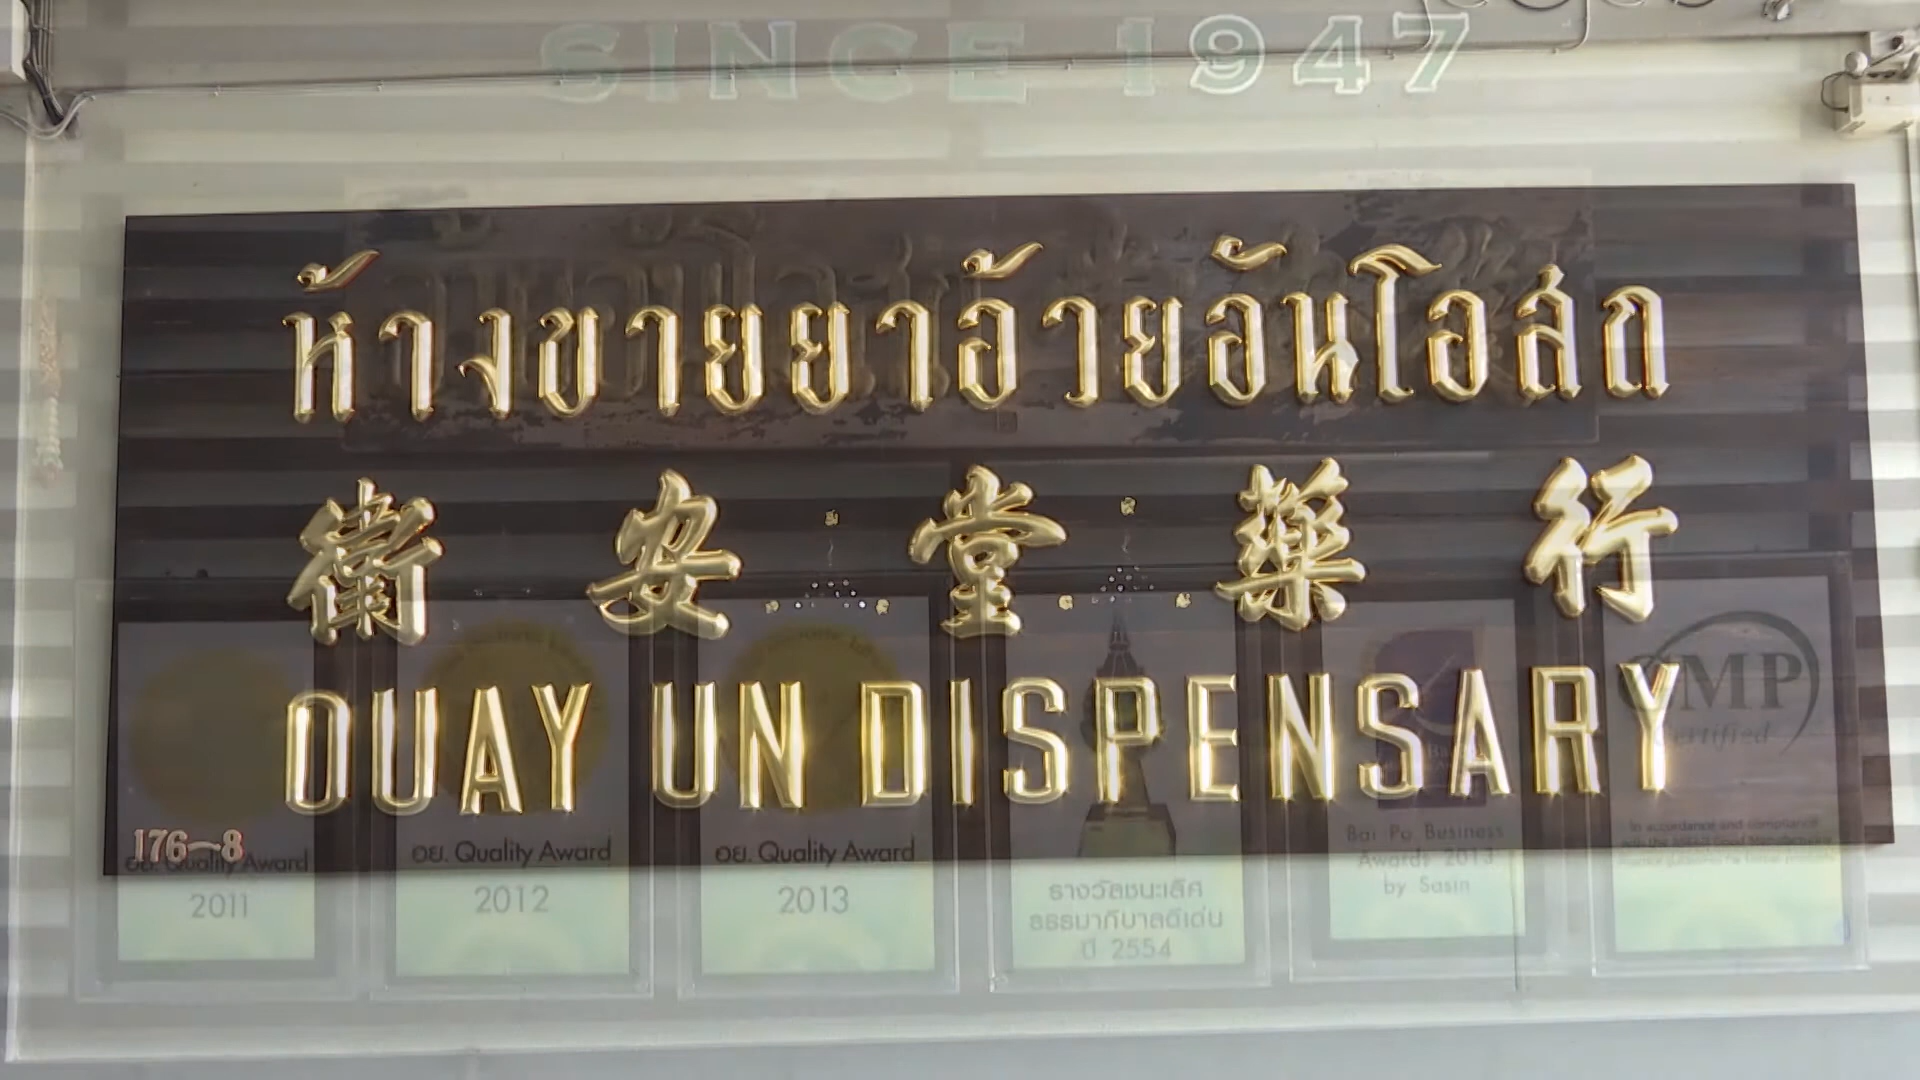 SINCE 1947
ห้างขายยาอ้วยอันโอสถ
衛安堂藥行
OUAY UN DISPENSARY
176-8
อย. Quality Award
2011
อย. Quality Award
2012
อย. Quality Award
2013
รางวัลชนะเลิศ
ธรรมาภิบาลดีเด่น
ปี 2554
Bai Po Business
Awards 2013
by Sasin
GMP
Certified
In accordance and compliance